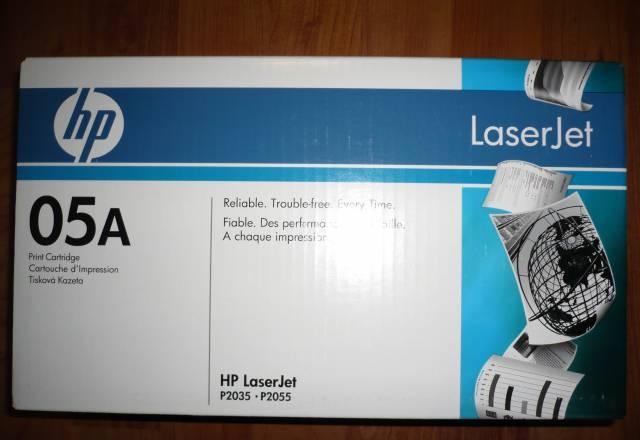 hp
LaserJet
05A
Print Cartridge
Cartouche d'Impression
Tisková Kazeta
Reliable. Trouble-free. Every Time.
Fiable. Des
A chaque
HP LaserJet
P2035 • P2055